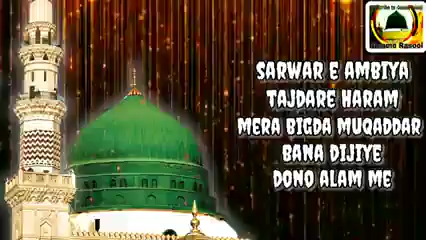 SARWAR E AMBIYA
TAJDARE HARAM
MERA BIGDA MUQADDAR
BANA DIJIYE
DONO ALAM ME